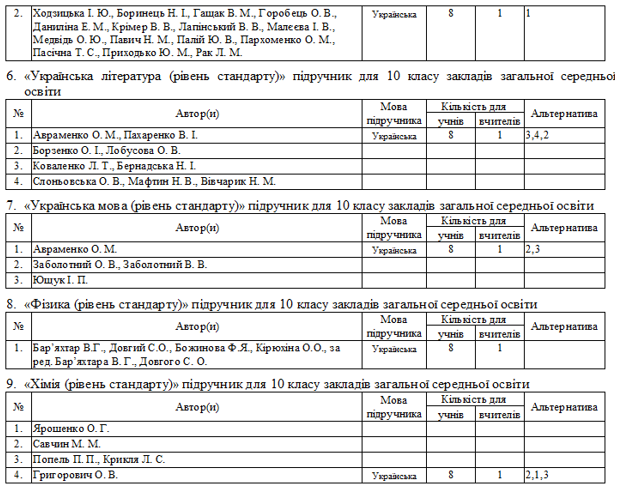 2. Ходзицька І. Ю., Боринець Н. І., Гащак В. М., Горобець О. В., Українська 8 1 1
Даниліна Е. М., Крімер В. В., Лапінський В. В., Малєєва І. В.,
Медвідь О. Ю., Павич Н. М., Палій Ю. В., Пархоменко О. М.,
Пасічна Т. С., Приходько Ю. М., Рак Л. М.
6. «Українська література (рівень стандарту)» підручник для 10 класу закладів загальної середньої
освіти
№ Автор(и) Мова підручника Кількість для учнів вчителів Альтернатива
1. Авраменко О. М., Пахаренко В. І. Українська 8 1 3,4,2
2. Борзенко О. І., Лобусова О. В.
3. Коваленко Л. Т., Бернадська Н. І.
4. Слоньовська О. В., Мафтин Н. В., Вівчарик Н. М.
7. «Українська мова (рівень стандарту)» підручник для 10 класу закладів загальної середньої освіти
№ Автор(и) Мова підручника Кількість для учнів вчителів Альтернатива
1. Авраменко О. М. Українська 8 1 2,3
2. Заболотний О. В., Заболотний В. В.
3. Ющук І. П.
8. «Фізика (рівень стандарту)» підручник для 10 класу закладів загальної середньої освіти
№ Автор(и) Мова підручника Кількість для учнів вчителів Альтернатива
1. Бар’яхтар В.Г., Довгий С.О., Божинова Ф.Я., Кірюхіна О.О., за Українська 8 1
ред. Бар’яхтара В. Г., Довгого С. О.
9. «Хімія (рівень стандарту)» підручник для 10 класу закладів загальної середньої освіти
№ Автор(и) Мова підручника Кількість для учнів вчителів Альтернатива
1. Ярошенко О. Г.
2. Савчин М. М.
3. Попель П. П., Крикля Л. С.
4. Григорович О. В. Українська 8 1 2,1,3